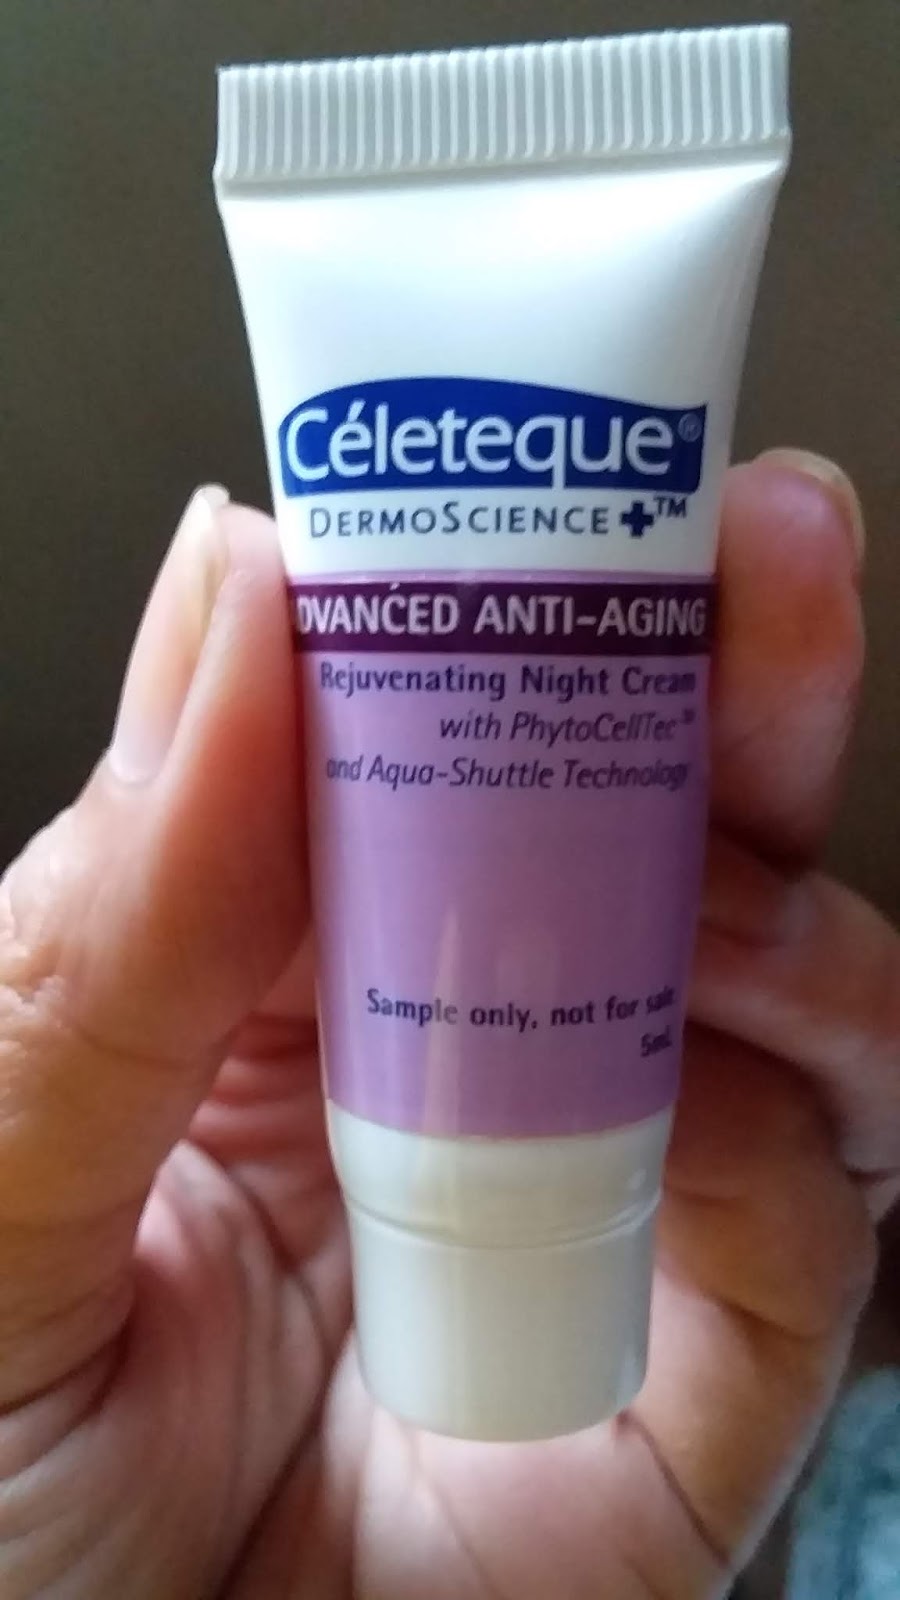 Céleteque®
DERMOSCIENCE ✚™
DVANCED ANTI-AGING
Rejuvenating Night Cream
with PhytoCellTec™
and Aqua-Shuttle Technology
Sample only, not for sale
5mL